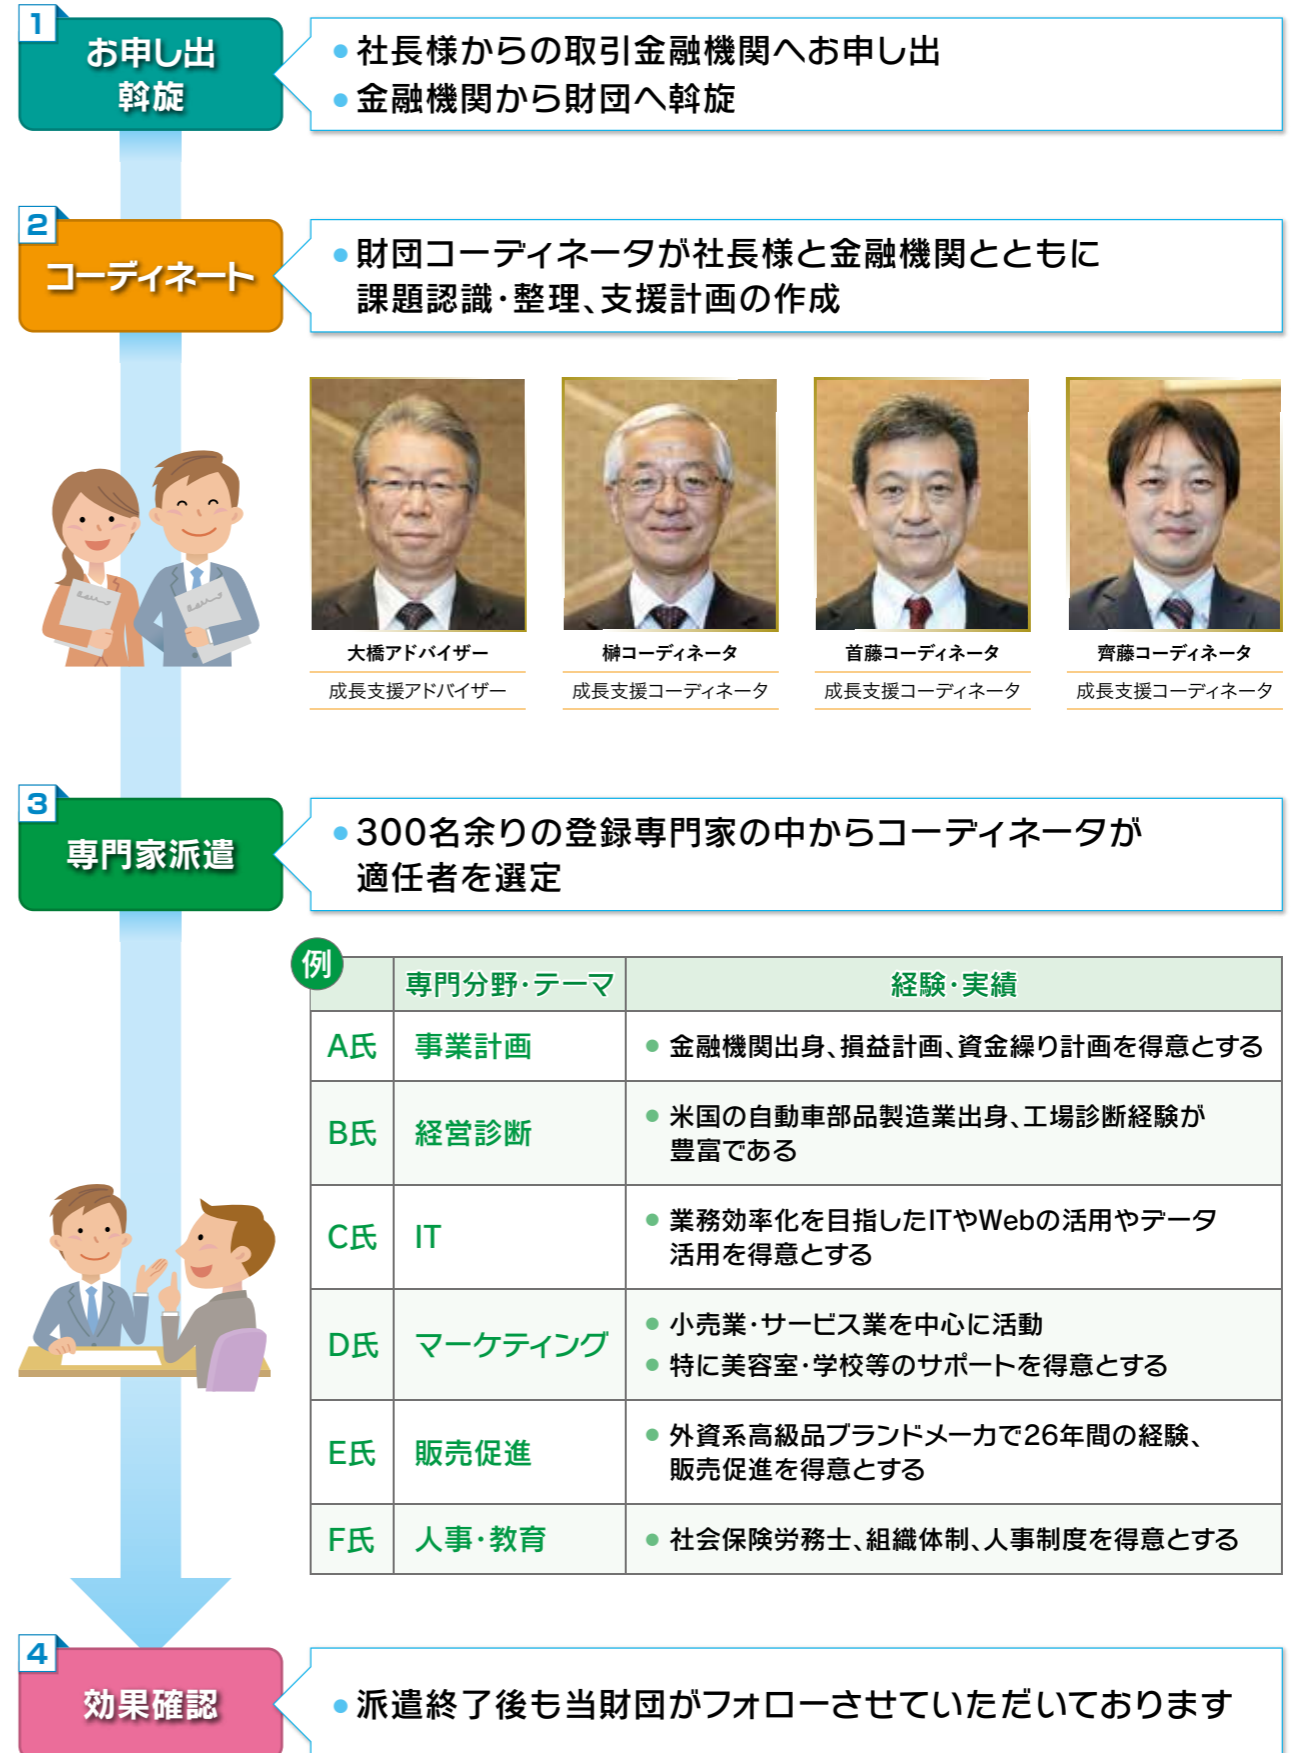 1
お申し出
斡旋
●社長様からの取引金融機関へお申し出
●金融機関から財団へ斡旋
2
コーディネート
●財団コーディネータが社長様と金融機関とともに
課題認識・整理、支援計画の作成
大橋アドバイザー
成長支援アドバイザー
榊コーディネータ
成長支援コーディネータ
首藤コーディネータ
成長支援コーディネータ
齊藤コーディネータ
成長支援コーディネータ
3
専門家派遣
●300名余りの登録専門家の中からコーディネータが
適任者を選定
例
専門分野・テーマ 経験・実績
A氏 事業計画 ●金融機関出身、損益計画、資金繰り計画を得意とする
B氏 経営診断 ●米国の自動車部品製造業出身、工場診断経験が
豊富である
C氏 IT ●業務効率化を目指したITやWebの活用やデータ
活用を得意とする
D氏 マーケティング ●小売業・サービス業を中心に活動
●特に美容室・学校等のサポートを得意とする
E氏 販売促進 ●外資系高級品ブランドメーカで26年間の経験、
販売促進を得意とする
F氏 人事・教育 ●社会保険労務士、組織体制、人事制度を得意とする
4
効果確認
●派遣終了後も当財団がフォローさせていただいております